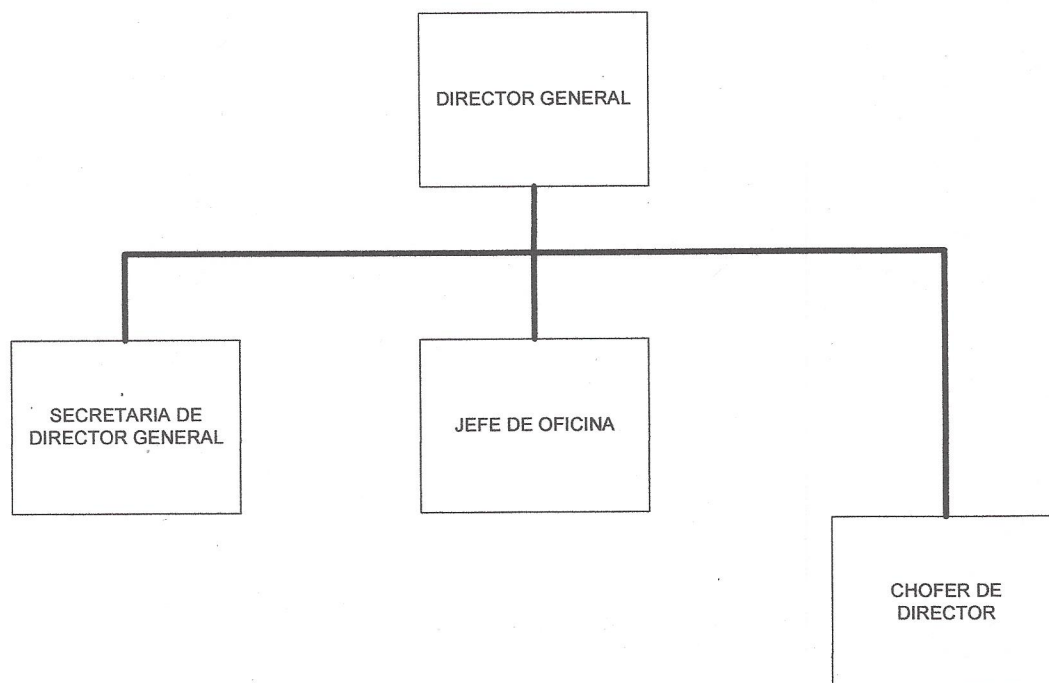 DIRECTOR GENERAL
SECRETARIA DE
DIRECTOR GENERAL
JEFE DE OFICINA
CHOFER DE
DIRECTOR